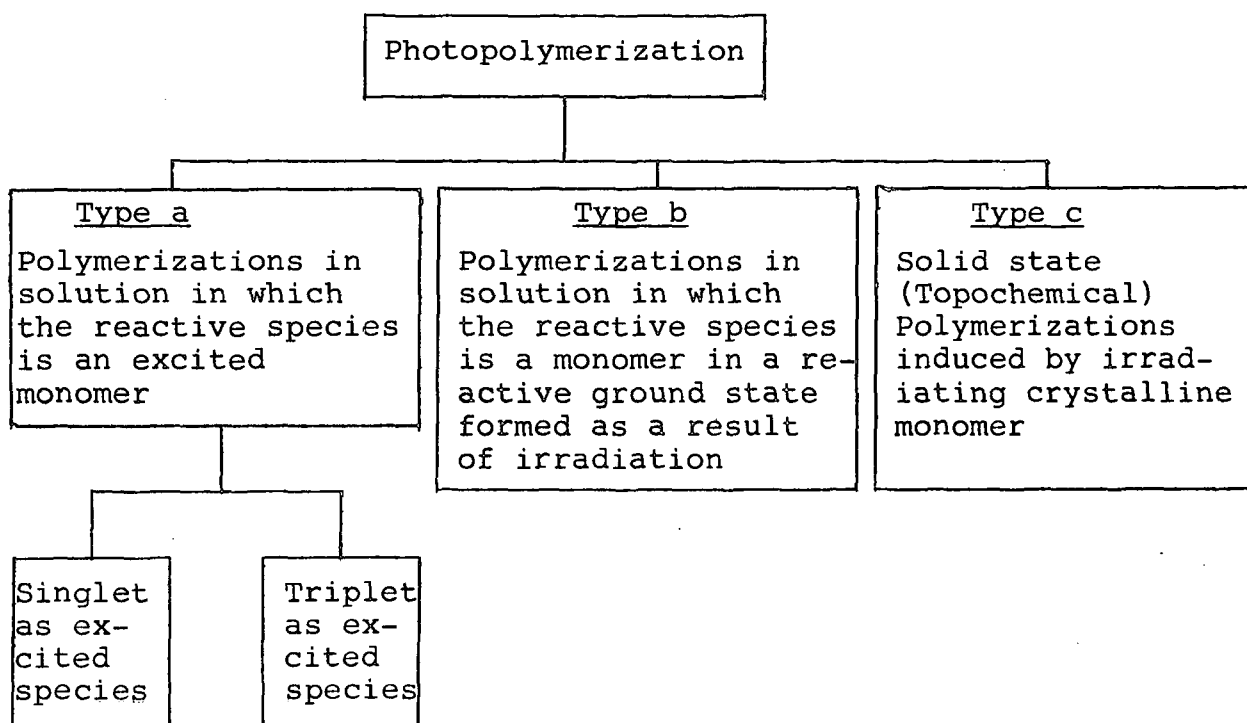 Photopolymerization
Type a
Polymerizations in
solution in which
the reactive species
is an excited
monomer
Type b
Polymerizations in
solution in which
the reactive species
is a monomer in a re-
active ground state
formed as a result
of irradiation
Type c
Solid state
(Topochemical)
Polymerizations
induced by irrad-
iating crystalline
monomer
Singlet
as ex-
cited
species
Triplet
as ex-
cited
species